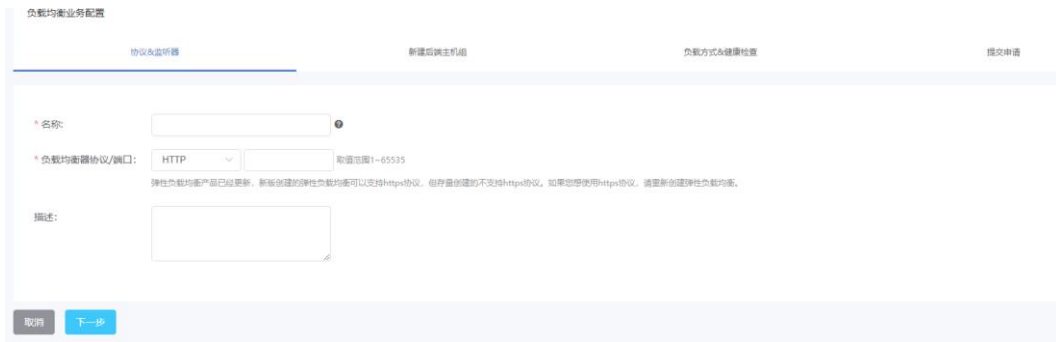 负载均衡业务配置
协议&监听器 新建后端主机组 负载方式&健康检查 提交申请
* 名称:
* 负载均衡器协议/端口: HTTP 取值范围1~65535
弹性负载均衡产品已经更新，新版创建的弹性负载均衡可以支持https协议，但存量创建的不支持https协议。如果您想使用https协议，请重新创建弹性负载均衡。
描述:
取消 下一步